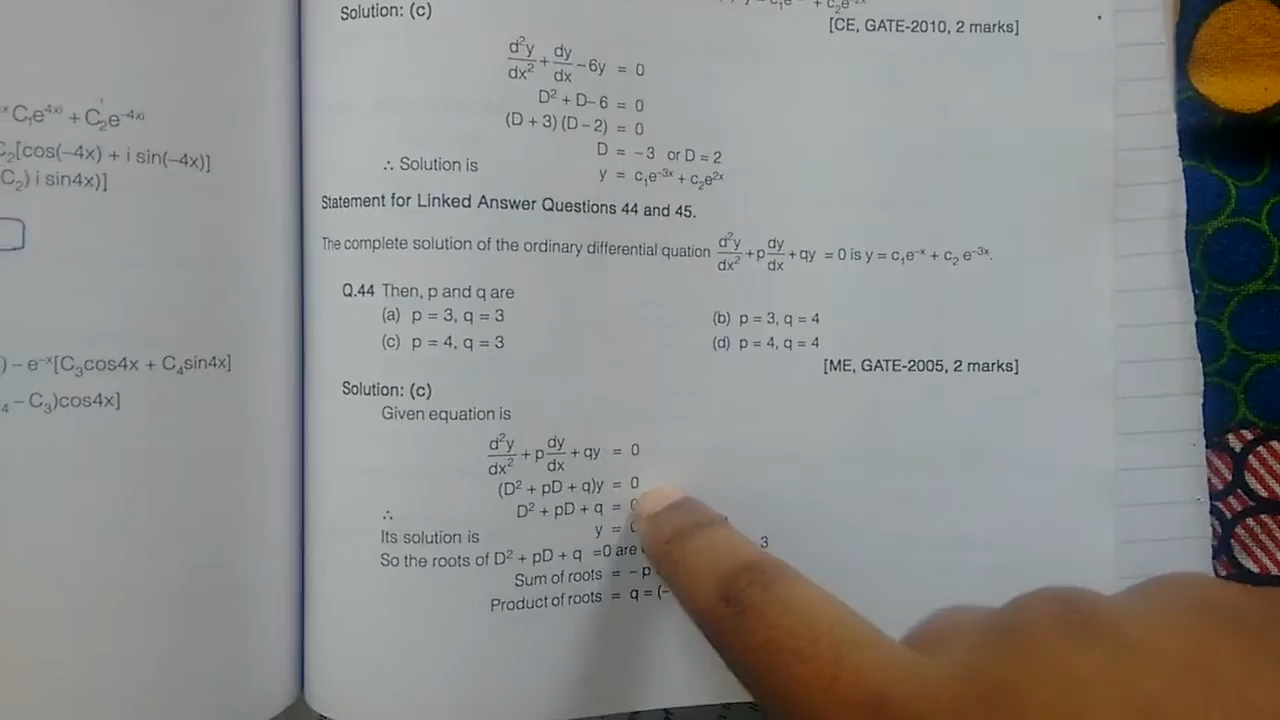 ˣ C₁e⁴ˣⁱ + C₂e⁻⁴ˣⁱ
C₂[cos(−4x) + i sin(−4x)]
C₂) i sin4x)]
) − e⁻ˣ[C₃cos4x + C₄sin4x]
₄ − C₃)cos4x]
Solution: (c)
[CE, GATE-2010, 2 marks]
d²y/dx² + dy/dx − 6y = 0
D² + D − 6 = 0
(D + 3) (D − 2) = 0
D = −3 or D = 2
∴ Solution is y = c₁e⁻³ˣ + c₂e²ˣ
Statement for Linked Answer Questions 44 and 45.
The complete solution of the ordinary differential quation d²y/dx² + p dy/dx + qy = 0 is y = c₁e⁻ˣ + c₂ e⁻³ˣ.
Q.44 Then, p and q are
(a) p = 3, q = 3 (b) p = 3, q = 4
(c) p = 4, q = 3 (d) p = 4, q = 4
[ME, GATE-2005, 2 marks]
Solution: (c)
Given equation is
d²y/dx² + p dy/dx + qy = 0
(D² + pD + q)y = 0
∴ D² + pD + q = 0
Its solution is y =
So the roots of D² + pD + q =0 are 3
Sum of roots = − p
Product of roots = q = (−